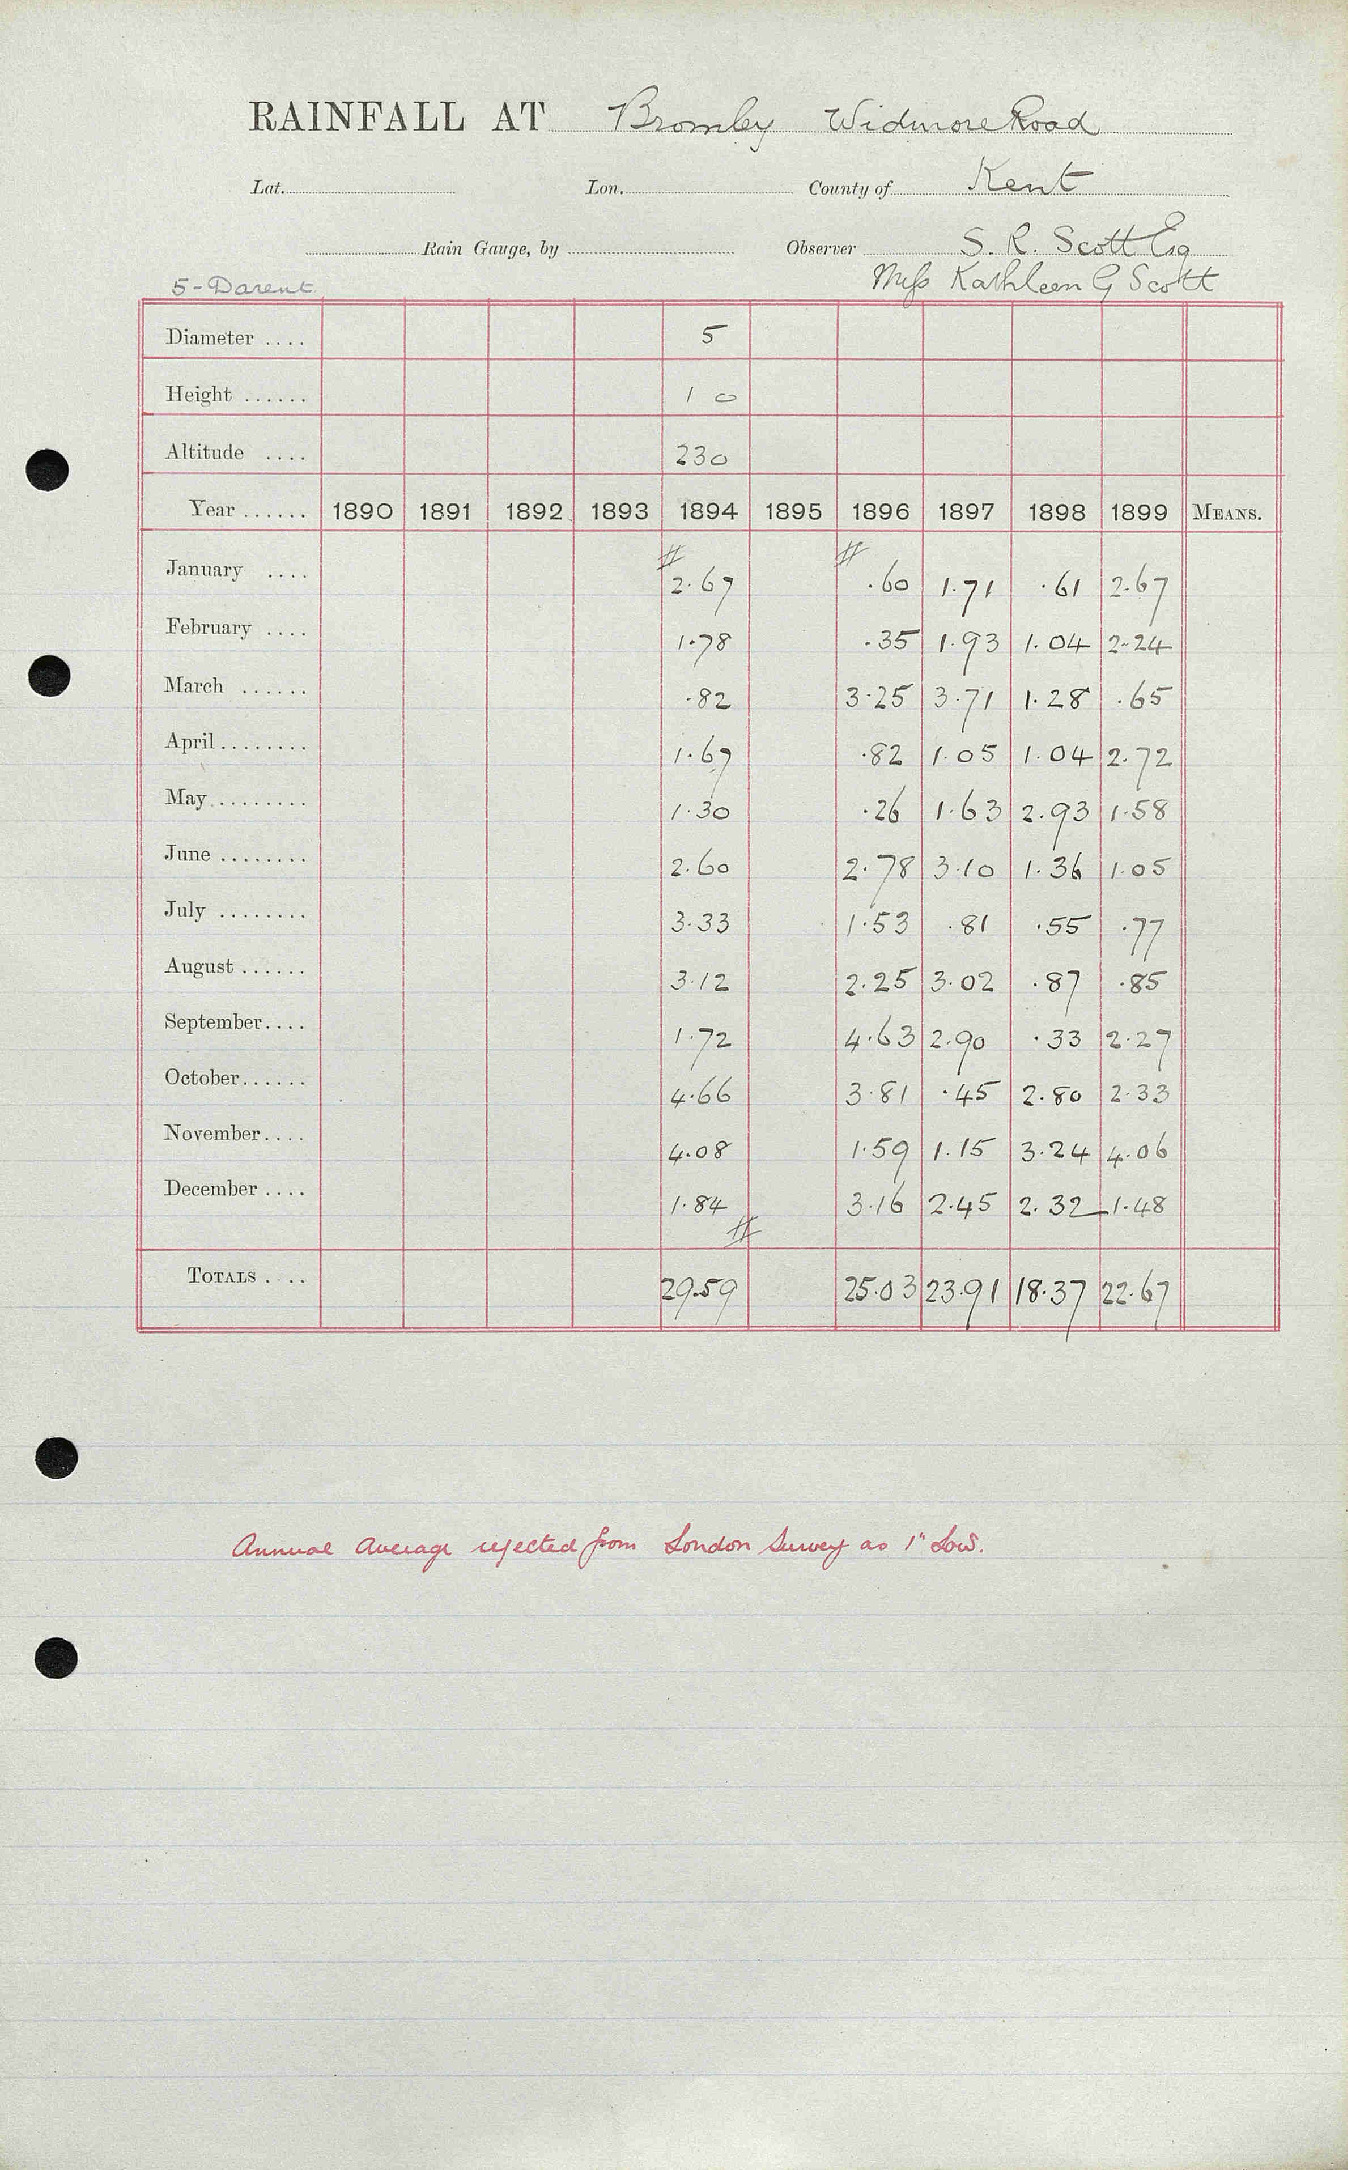 RAINFALL AT Bromley Widmore Road
Lat. Lon. County of Kent
Rain Gauge, by Observer S. R. Scott Esq
5 - Darent Miss Kathleen G Scott
Diameter .... 5
Height ...... 1 0
Altitude .... 230
Year ...... 1890 1891 1892 1893 1894 1895 1896 1897 1898 1899 MEANS.
# #
January .... 2.67 .60 1.71 .61 2.67
February .... 1.78 .35 1.93 1.04 2.24
March ...... .82 3.25 3.71 1.28 .65
April ........ 1.67 .82 1.05 1.04 2.72
May ......... 1.30 .26 1.63 2.93 1.58
June ........ 2.60 2.78 3.10 1.36 1.05
July ........ 3.33 1.53 .81 .55 .77
August ...... 3.12 2.25 3.02 .87 .85
September.... 1.72 4.63 2.90 .33 2.27
October...... 4.66 3.81 .45 2.80 2.33
November.... 4.08 1.59 1.15 3.24 4.06
December .... 1.84 3.16 2.45 2.32 1.48
#
TOTALS . .. 29.59 25.03 23.91 18.37 22.67
Annual Average rejected from London Survey as 1" Low.